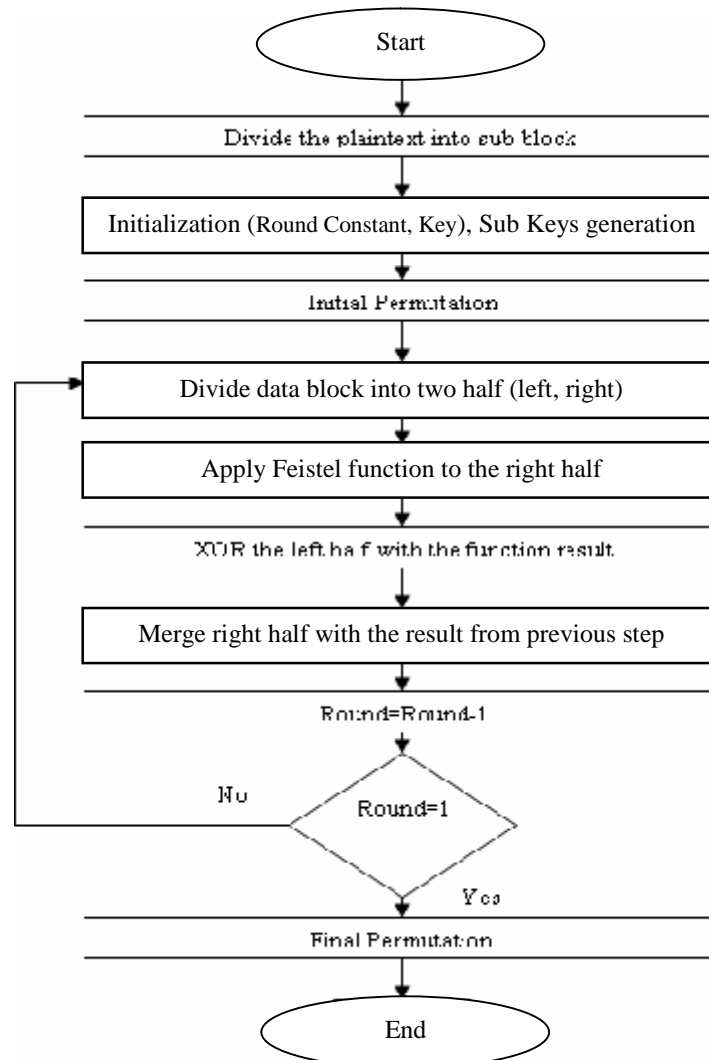 Start
Divide the plaintext into sub block
Initialization (Round Constant, Key), Sub Keys generation
Initial Permutation
Divide data block into two half (left, right)
Apply Feistel function to the right half
XOR the left half with the function result
Merge right half with the result from previous step
Round=Round-1
No
Round=1
Yes
Final Permutation
End